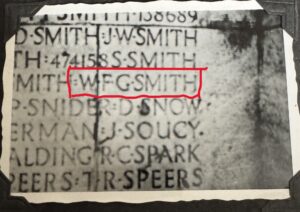 SMITH·138689
D·SMITH·J·W·SMITH
TH·474158·S·SMITH
SMITH·W·F·G·SMITH
P·SNIDER·D·SNOW·
ERMAN·J·SOUCY·
ALDING·R·G·SPARK
PEERS·T·R·SPEERS